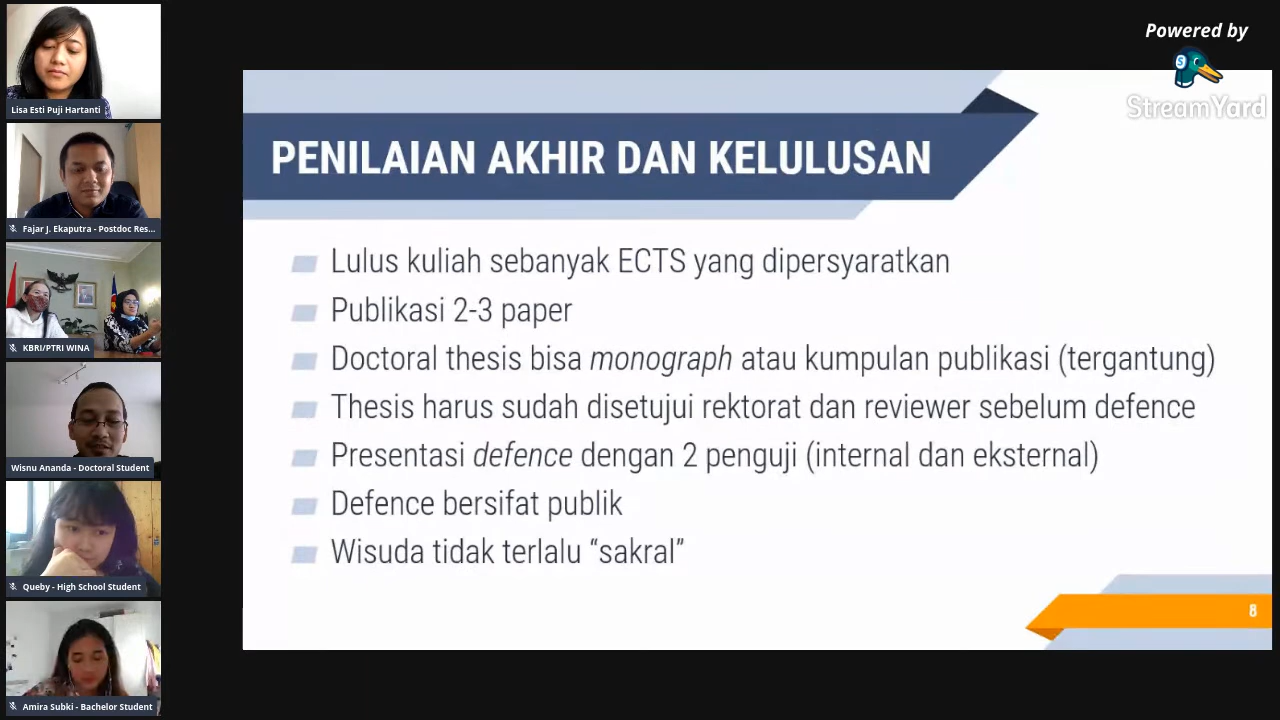 Powered by
StreamYard
Lisa Esti Puji Hartanti
Fajar J. Ekaputra - Postdoc Res...
KBRI/PTRI WINA
Wisnu Ananda - Doctoral Student
Queby - High School Student
Amira Subki - Bachelor Student
PENILAIAN AKHIR DAN KELULUSAN
Lulus kuliah sebanyak ECTS yang dipersyaratkan
Publikasi 2-3 paper
Doctoral thesis bisa monograph atau kumpulan publikasi (tergantung)
Thesis harus sudah disetujui rektorat dan reviewer sebelum defence
Presentasi defence dengan 2 penguji (internal dan eksternal)
Defence bersifat publik
Wisuda tidak terlalu “sakral”
8